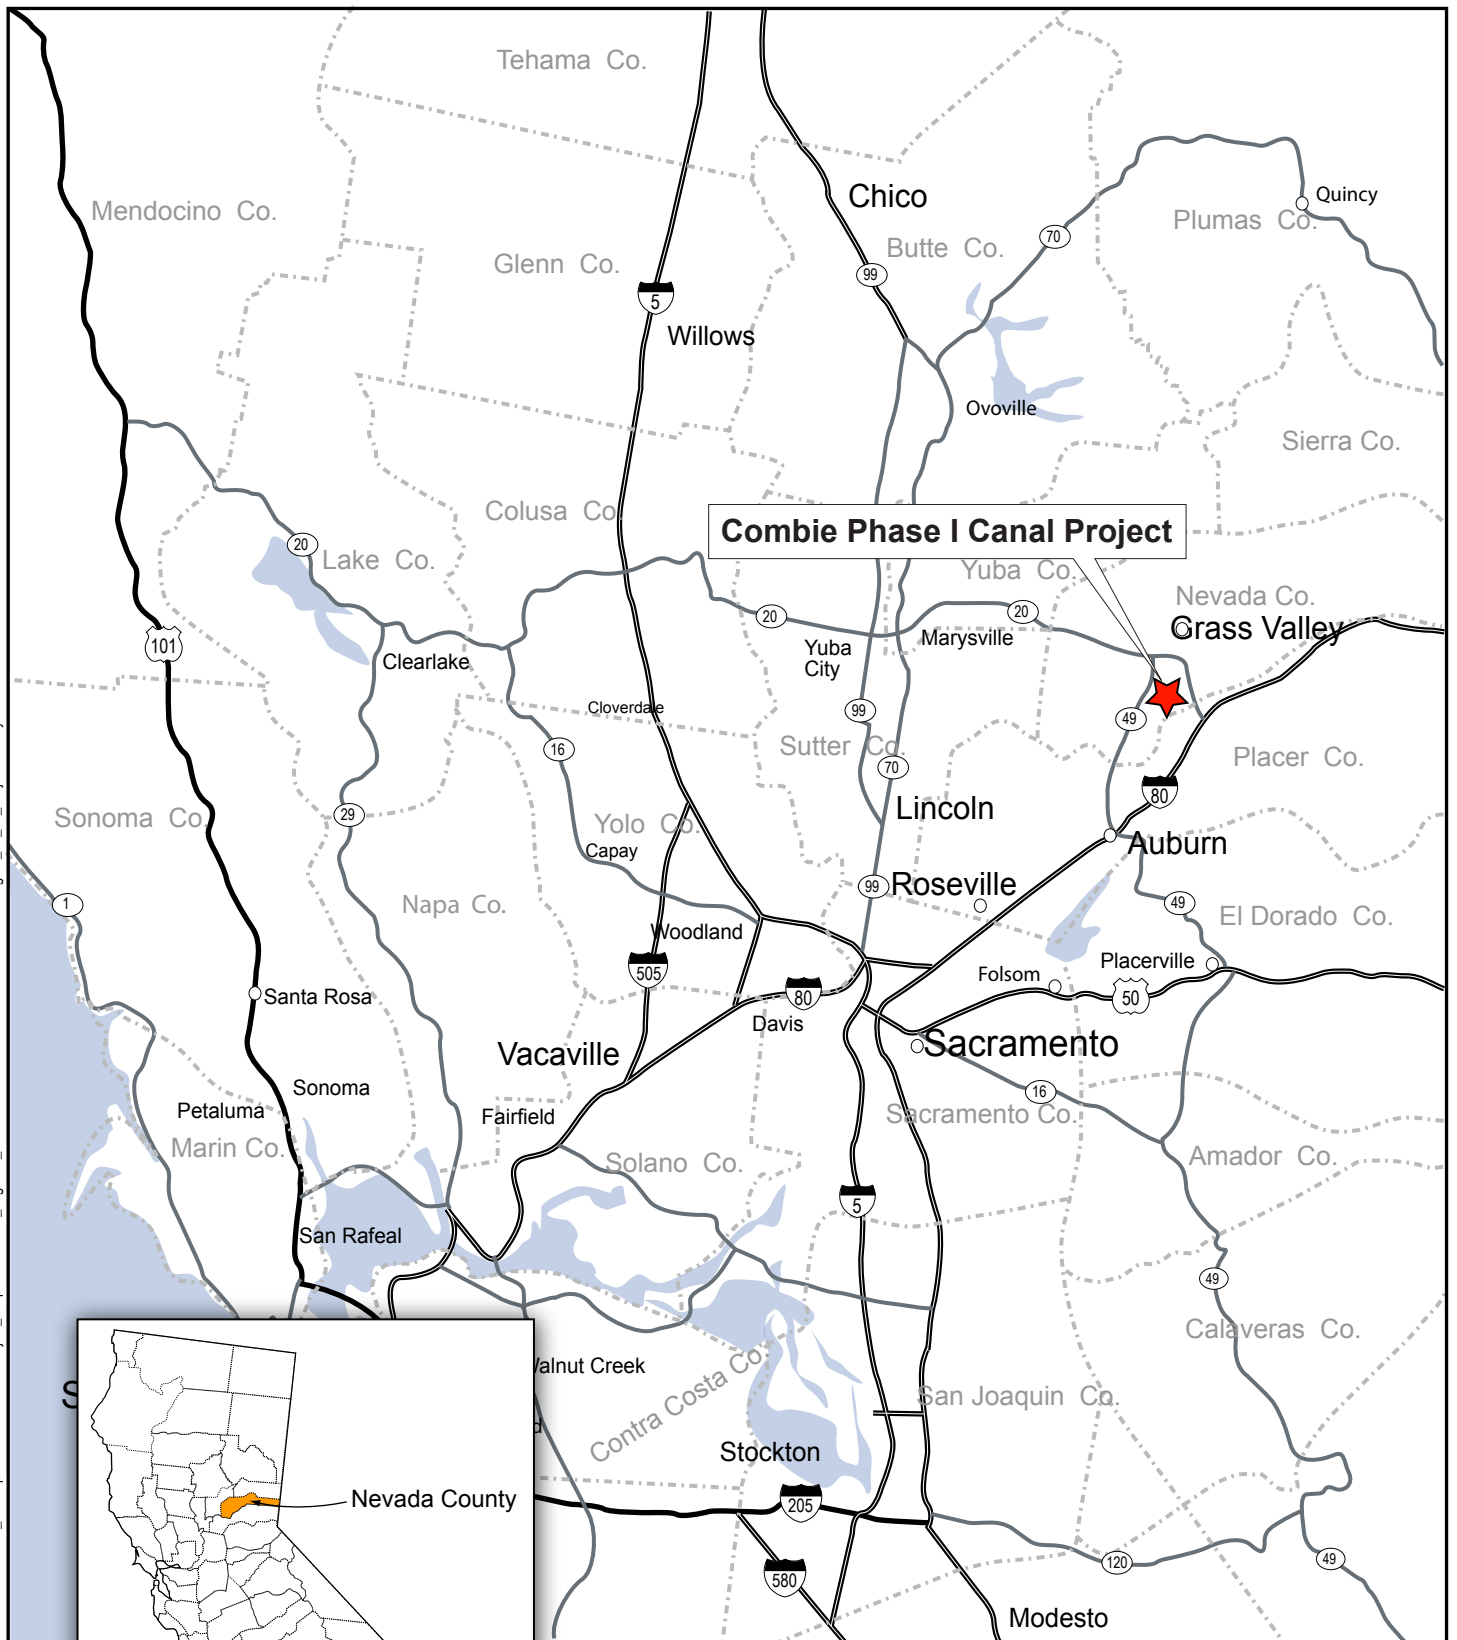 Tehama Co.
Mendocino Co.
Chico
Quincy
Plumas Co.
70
Butte Co.
Glenn Co.
99
5
Willows
Ovoville
Sierra Co.
Colusa Co.
Combie Phase I Canal Project
20
Lake Co.
Yuba Co.
Nevada Co.
20
20
Grass Valley
Marysville
101
Yuba
City
Clearlake
Cloverdale
99
49
16
Sutter Co.
Placer Co.
70
80
Lincoln
29
Sonoma Co.
Yolo Co.
Auburn
Capay
99
Roseville
1
Napa Co.
49
El Dorado Co.
Woodland
505
Placerville
Folsom
80
50
Santa Rosa
Davis
Sacramento
Vacaville
Sonoma
16
Petaluma
Fairfield
Sacramento Co.
Marin Co.
Solano Co.
Amador Co.
5
San Rafeal
49
Calaveras Co.
Walnut Creek
Contra Costa Co.
San Joaquin Co.
Stockton
Nevada County
205
120
49
580
Modesto